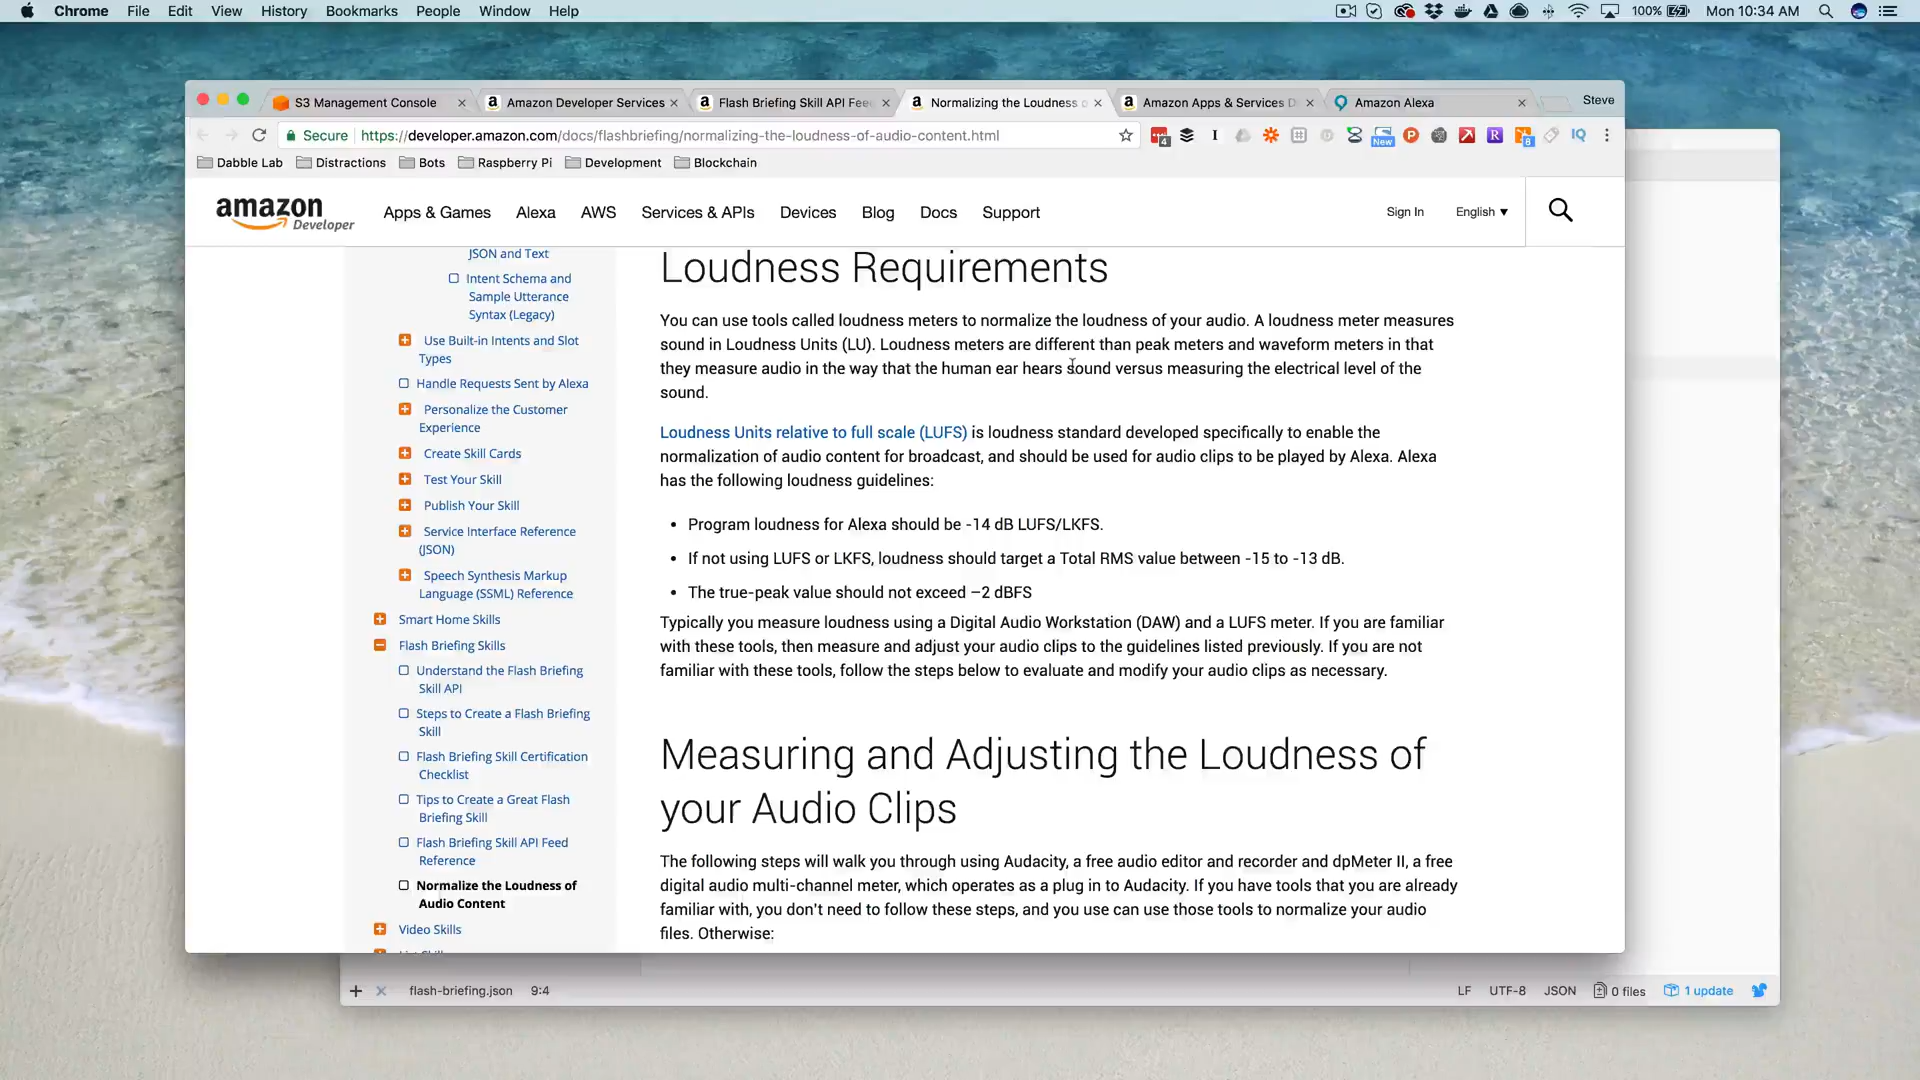 Chrome File Edit View History Bookmarks People Window Help
100% Mon 10:34 AM
S3 Management Console
Amazon Developer Services
Flash Briefing Skill API Fee
Normalizing the Loudness o
Amazon Apps & Services D
Amazon Alexa
Steve
Secure https://developer.amazon.com/docs/flashbriefing/normalizing-the-loudness-of-audio-content.html
Dabble Lab Distractions Bots Raspberry Pi Development Blockchain
amazon Developer
Apps & Games Alexa AWS Services & APIs Devices Blog Docs Support
Sign In English ▼
JSON and Text
Intent Schema and
Sample Utterance
Syntax (Legacy)
Use Built-in Intents and Slot
Types
Handle Requests Sent by Alexa
Personalize the Customer
Experience
Create Skill Cards
Test Your Skill
Publish Your Skill
Service Interface Reference
(JSON)
Speech Synthesis Markup
Language (SSML) Reference
Smart Home Skills
Flash Briefing Skills
Understand the Flash Briefing
Skill API
Steps to Create a Flash Briefing
Skill
Flash Briefing Skill Certification
Checklist
Tips to Create a Great Flash
Briefing Skill
Flash Briefing Skill API Feed
Reference
Normalize the Loudness of
Audio Content
Video Skills
Loudness Requirements
You can use tools called loudness meters to normalize the loudness of your audio. A loudness meter measures
sound in Loudness Units (LU). Loudness meters are different than peak meters and waveform meters in that
they measure audio in the way that the human ear hears sound versus measuring the electrical level of the
sound.
Loudness Units relative to full scale (LUFS) is loudness standard developed specifically to enable the
normalization of audio content for broadcast, and should be used for audio clips to be played by Alexa. Alexa
has the following loudness guidelines:
• Program loudness for Alexa should be -14 dB LUFS/LKFS.
• If not using LUFS or LKFS, loudness should target a Total RMS value between -15 to -13 dB.
• The true-peak value should not exceed –2 dBFS
Typically you measure loudness using a Digital Audio Workstation (DAW) and a LUFS meter. If you are familiar
with these tools, then measure and adjust your audio clips to the guidelines listed previously. If you are not
familiar with these tools, follow the steps below to evaluate and modify your audio clips as necessary.
Measuring and Adjusting the Loudness of
your Audio Clips
The following steps will walk you through using Audacity, a free audio editor and recorder and dpMeter II, a free
digital audio multi-channel meter, which operates as a plug in to Audacity. If you have tools that you are already
familiar with, you don't need to follow these steps, and you use can use those tools to normalize your audio
files. Otherwise:
flash-briefing.json 9:4
LF UTF-8 JSON 0 files 1 update